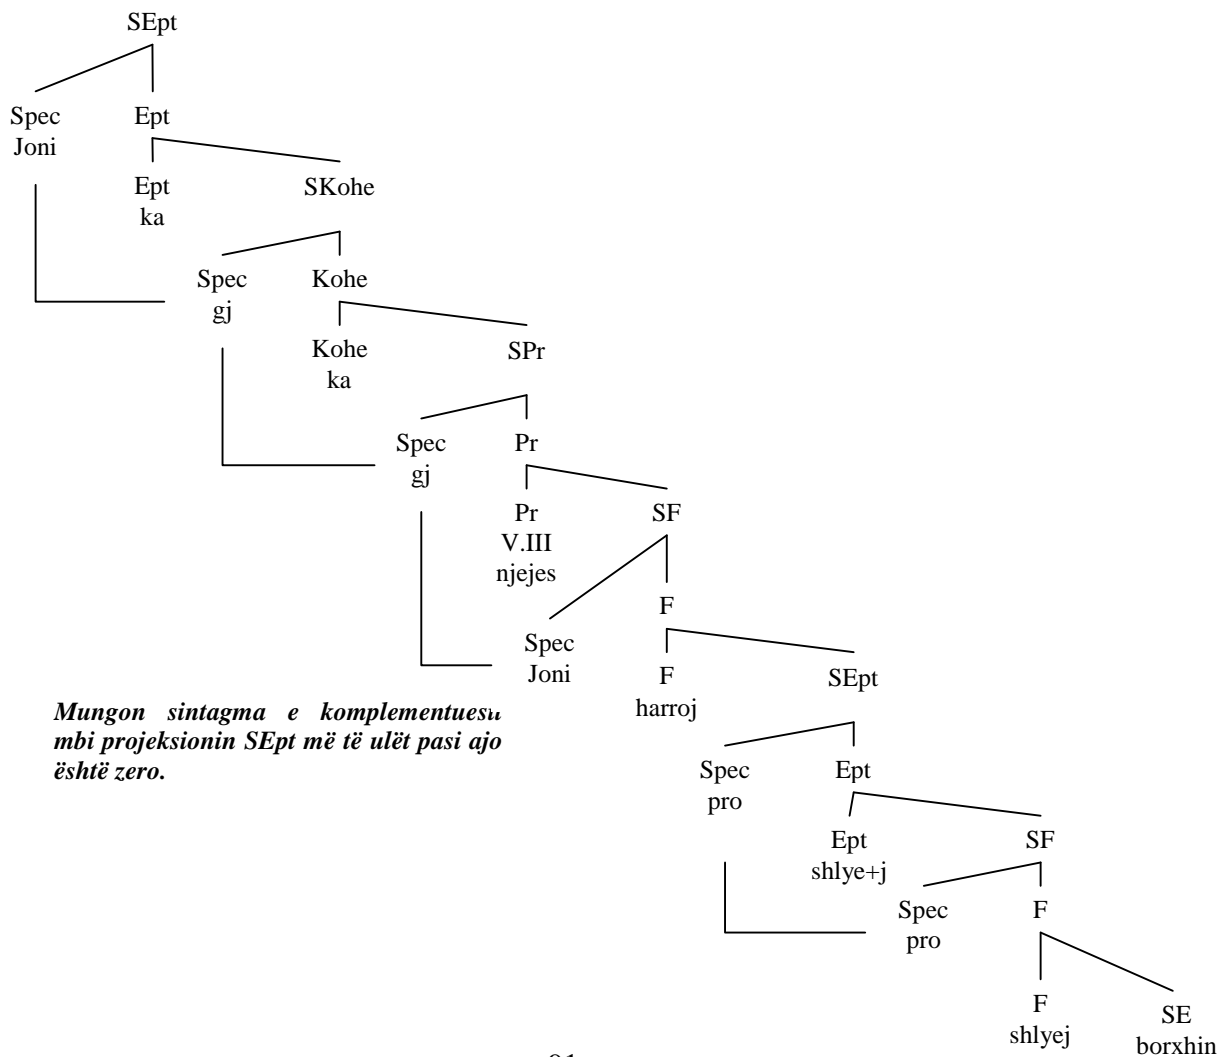 SEpt
Spec Ept
Joni
Ept SKohe
ka
Spec Kohe
gj
Kohe SPr
ka
Spec Pr
gj
Pr SF
V.III
njejes
F
Spec
Joni
F SEpt
harroj
Mungon sintagma e komplementuesit
mbi projeksionin SEpt më të ulët pasi ajo
është zero.
Spec Ept
pro
Ept SF
shlye+j
Spec F
pro
F SE
shlyej borxhin